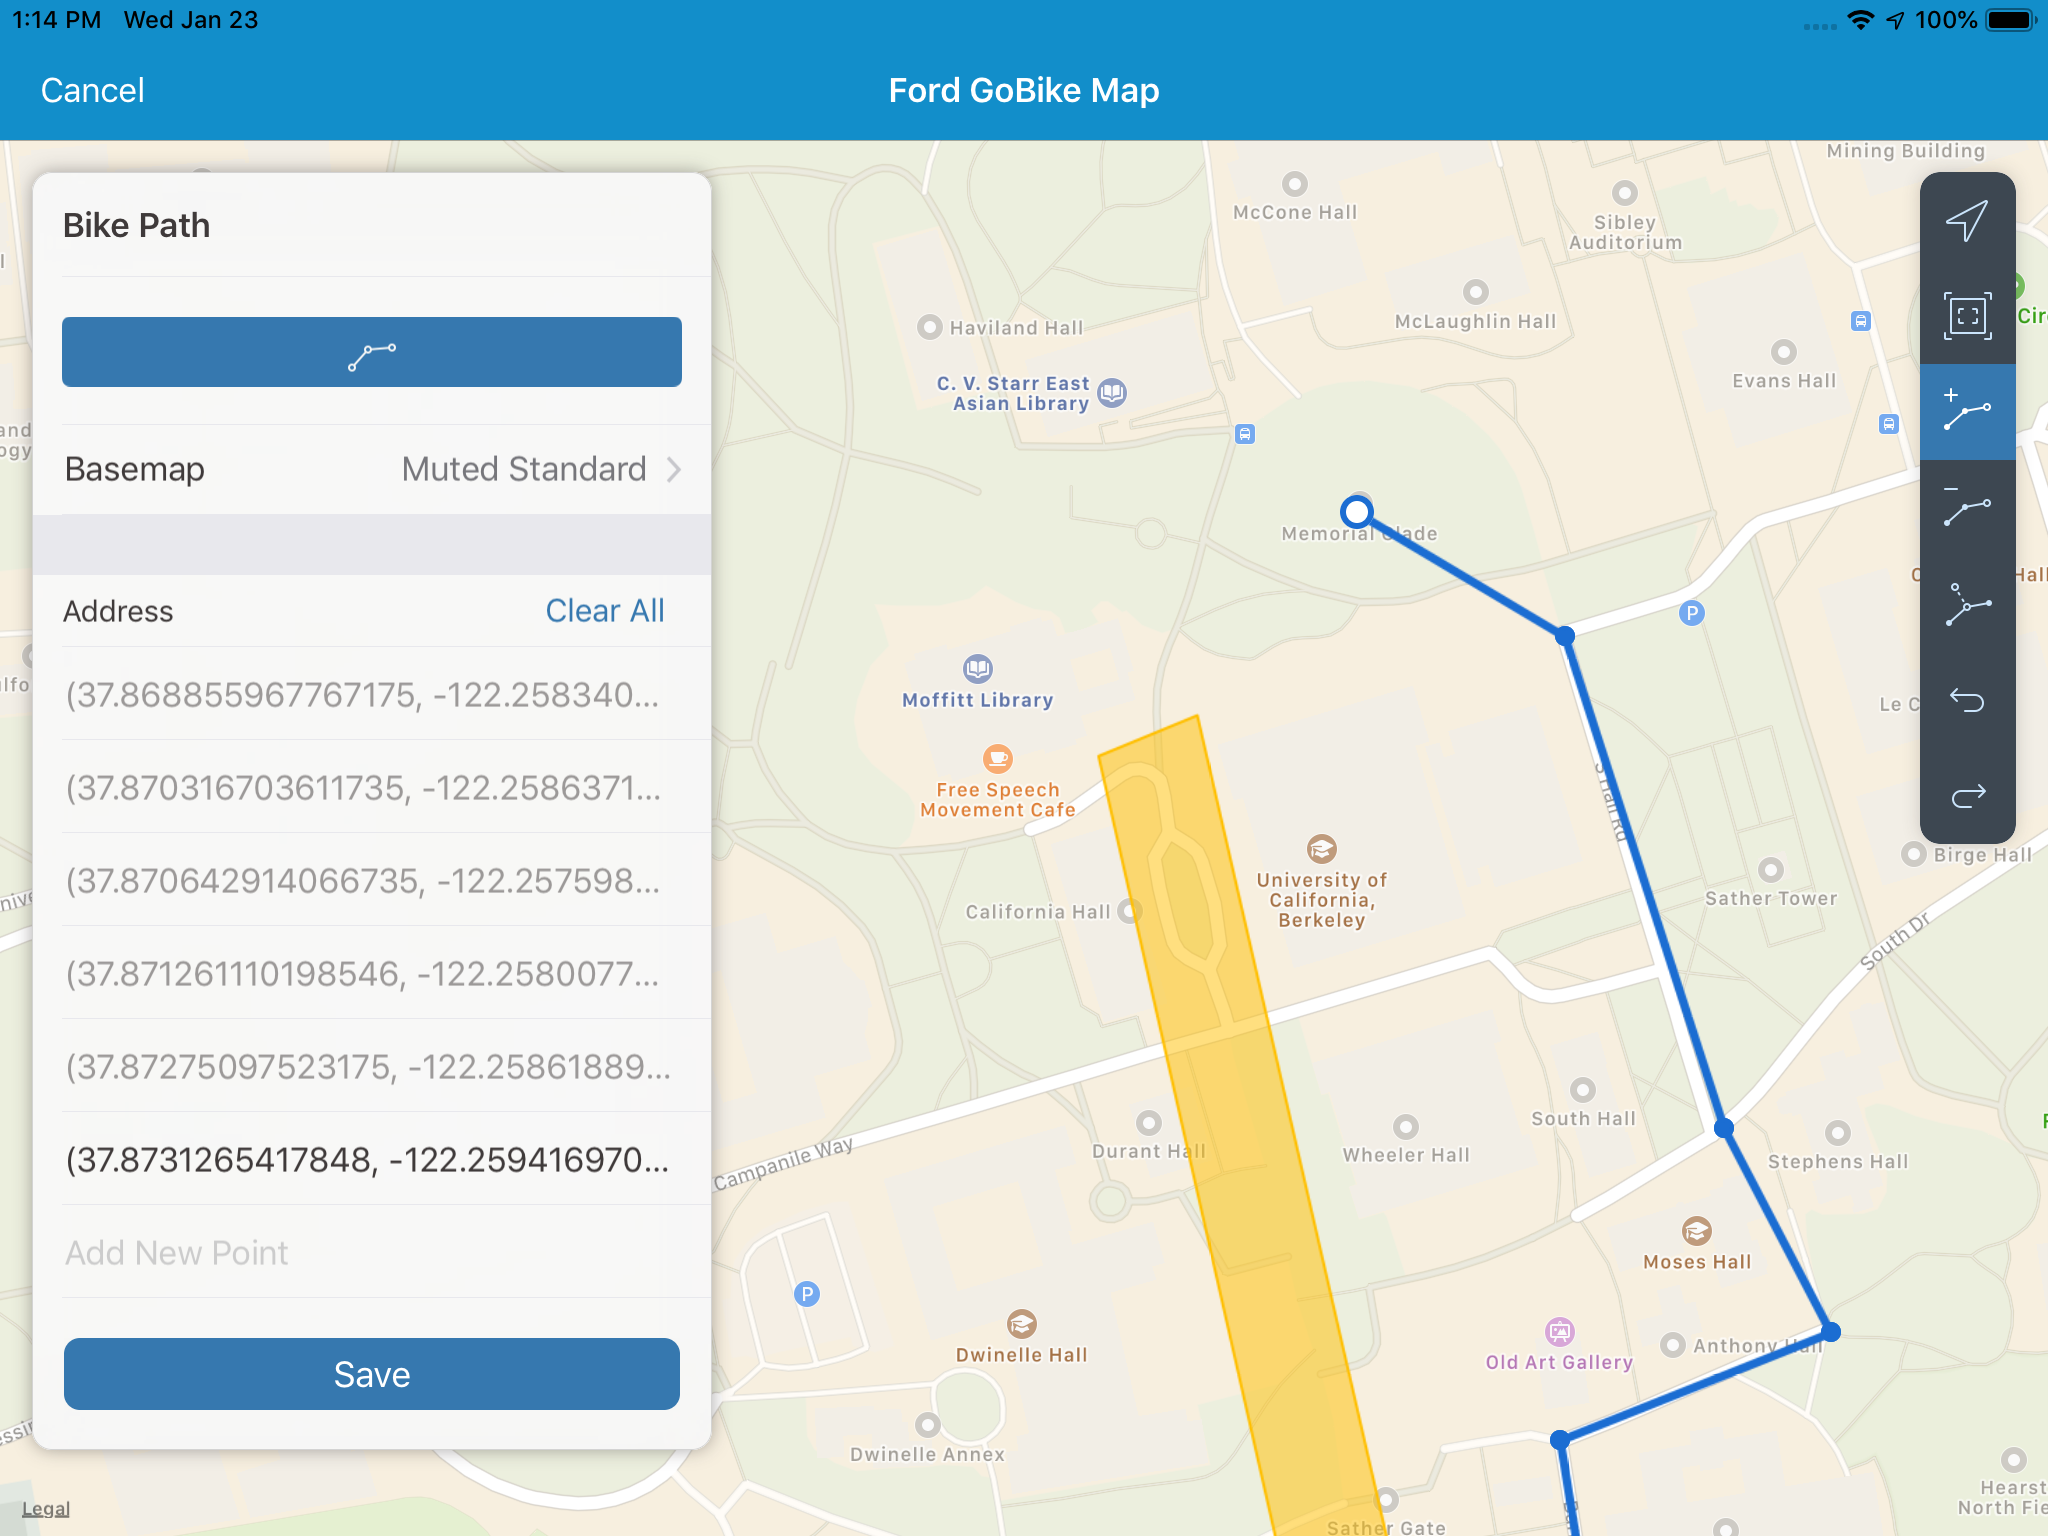 1:14 PM Wed Jan 23
100%
Cancel
Ford GoBike Map
Bike Path
Basemap
Muted Standard
Address
Clear All
(37.868855967767175, -122.258340...
(37.870316703611735, -122.2586371...
(37.870642914066735, -122.257598...
(37.871261110198546, -122.2580077...
(37.87275097523175, -122.25861889...
(37.8731265417848, -122.259416970...
Add New Point
Save
Legal
Mining Building
McCone Hall
Sibley
Auditorium
Haviland Hall
McLaughlin Hall
Evans Hall
C. V. Starr East
Asian Library
Memorial Glade
P
Moffitt Library
Free Speech
Movement Cafe
University of
California,
Berkeley
California Hall
Sather Tower
Birge Hall
South Dr
South Hall
Durant Hall
Wheeler Hall
Stephens Hall
Campanile Way
Moses Hall
P
Dwinelle Hall
Old Art Gallery
Anthony Hall
Dwinelle Annex
Sather Gate
Hearst
North Fie